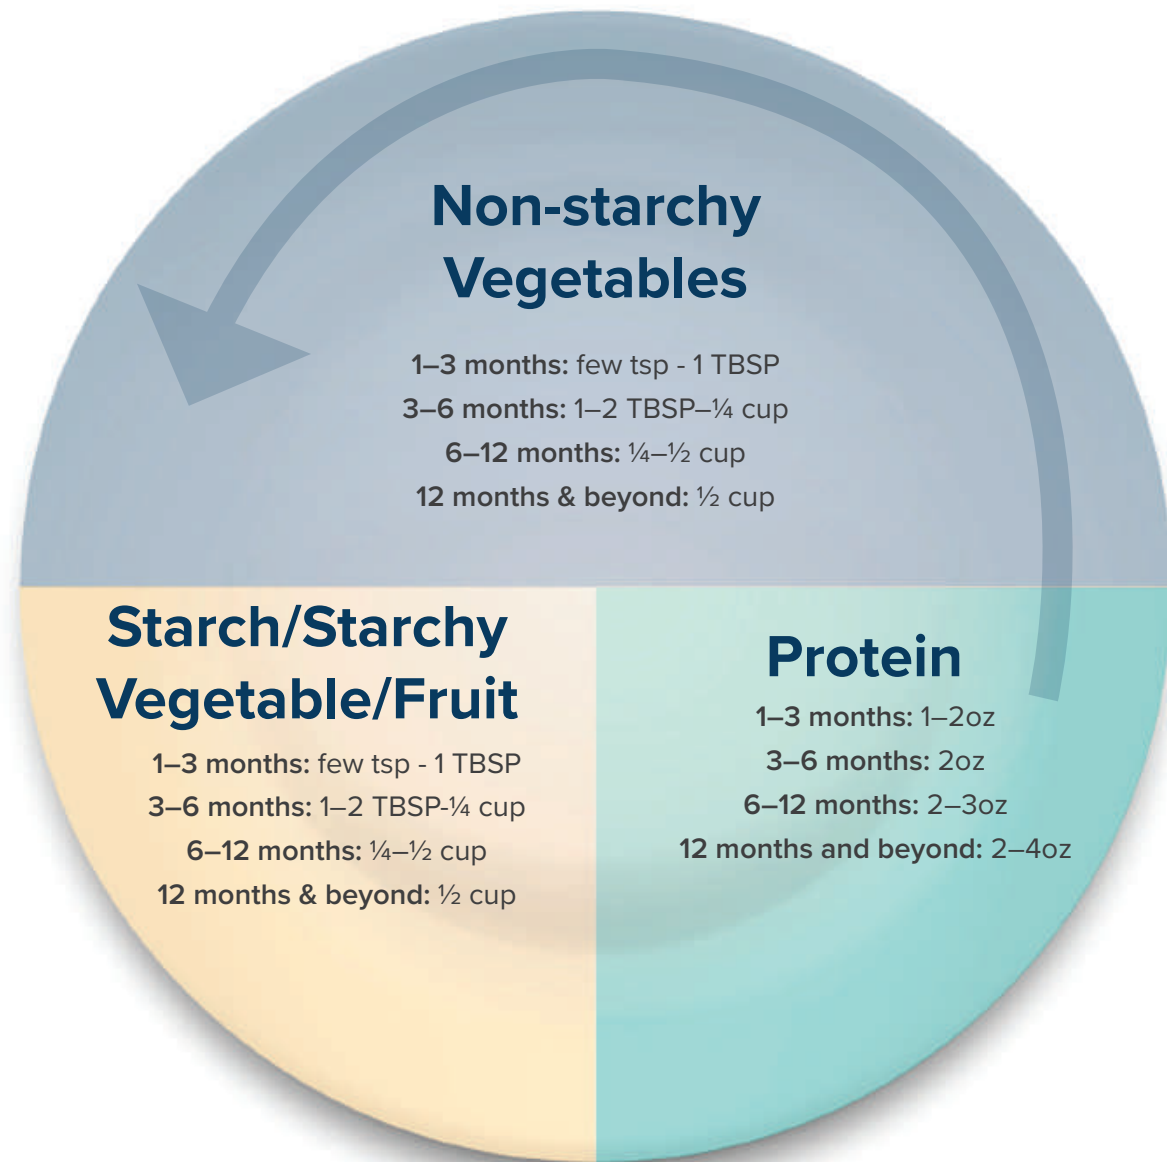 Non-starchy
Vegetables
1–3 months: few tsp - 1 TBSP
3–6 months: 1–2 TBSP–¼ cup
6–12 months: ¼–½ cup
12 months & beyond: ½ cup
Starch/Starchy
Vegetable/Fruit
1–3 months: few tsp - 1 TBSP
3–6 months: 1–2 TBSP-¼ cup
6–12 months: ¼–½ cup
12 months & beyond: ½ cup
Protein
1–3 months: 1–2oz
3–6 months: 2oz
6–12 months: 2–3oz
12 months and beyond: 2–4oz